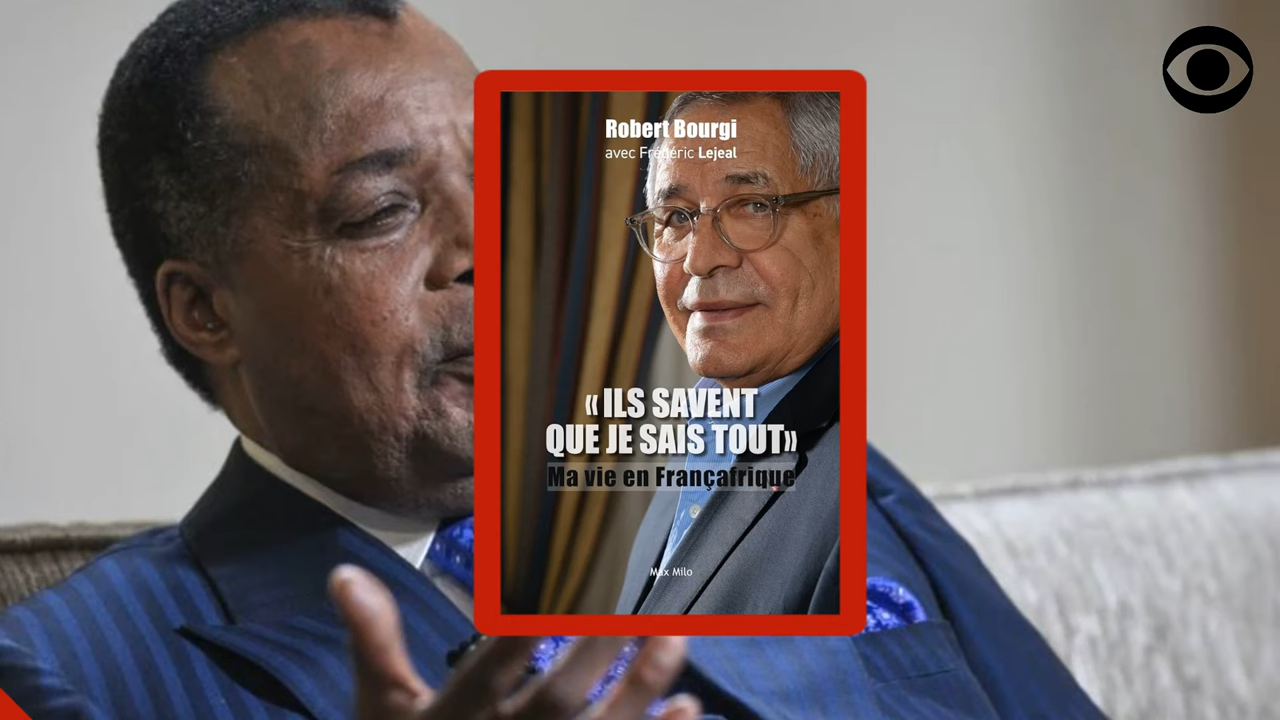 Robert Bourgi
avec Frédéric Lejeal
« ILS SAVENT
QUE JE SAIS TOUT»
Ma vie en Françafrique
Max Milo